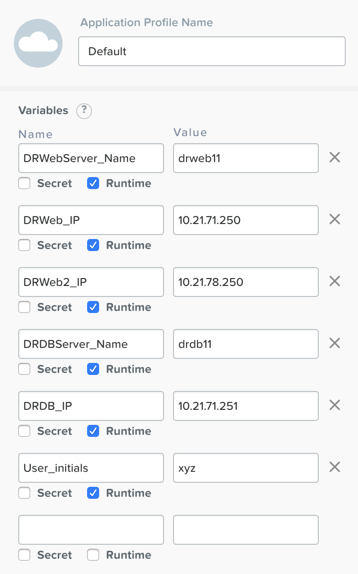 Application Profile Name
Default
Variables ?
Name Value
DRWebServer_Name drweb11
Secret Runtime
DRWeb_IP 10.21.71.250
Secret Runtime
DRWeb2_IP 10.21.78.250
Secret Runtime
DRDBServer_Name drdb11
Secret Runtime
DRDB_IP 10.21.71.251
Secret Runtime
User_initials xyz
Secret Runtime
Secret Runtime